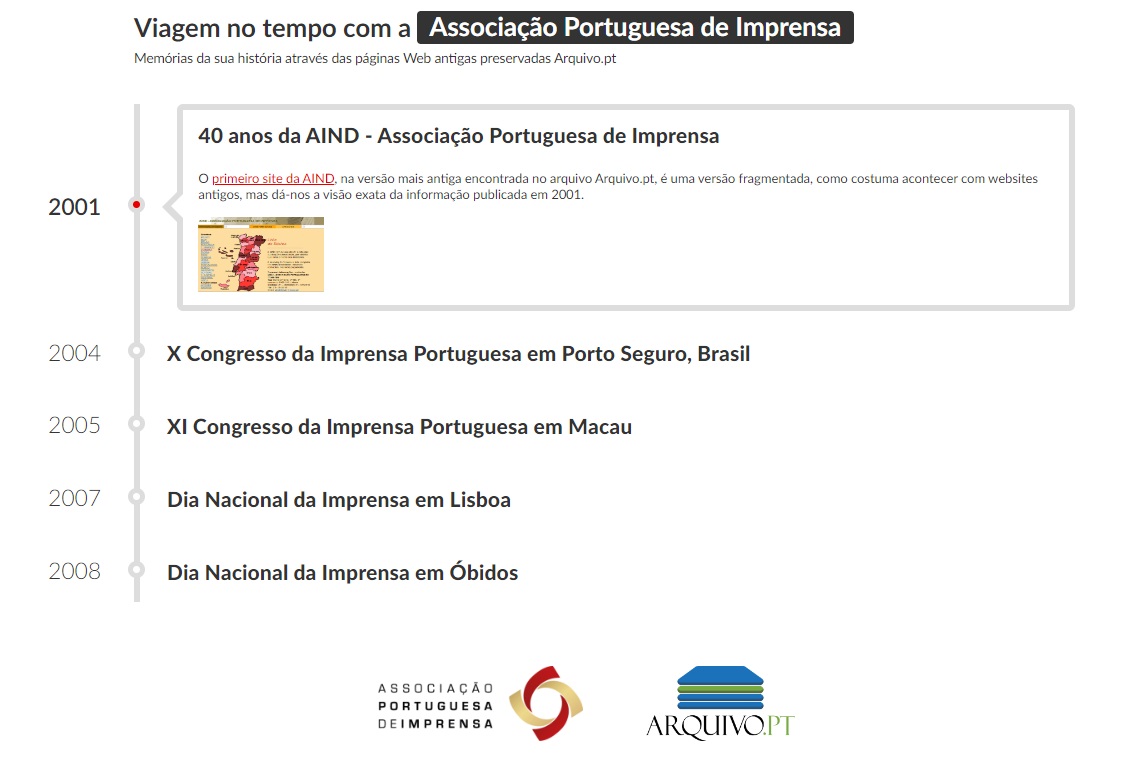 Viagem no tempo com a Associação Portuguesa de Imprensa
Memórias da sua história através das páginas Web antigas preservadas Arquivo.pt
40 anos da AIND - Associação Portuguesa de Imprensa
O primeiro site da AIND, na versão mais antiga encontrada no arquivo Arquivo.pt, é uma versão fragmentada, como costuma acontecer com websites
antigos, mas dá-nos a visão exata da informação publicada em 2001.
2001
2004 X Congresso da Imprensa Portuguesa em Porto Seguro, Brasil
2005 XI Congresso da Imprensa Portuguesa em Macau
2007 Dia Nacional da Imprensa em Lisboa
2008 Dia Nacional da Imprensa em Óbidos
ASSOCIAÇÃO
PORTUGUESA
DEIMPRENSA
ARQUIVO.PT